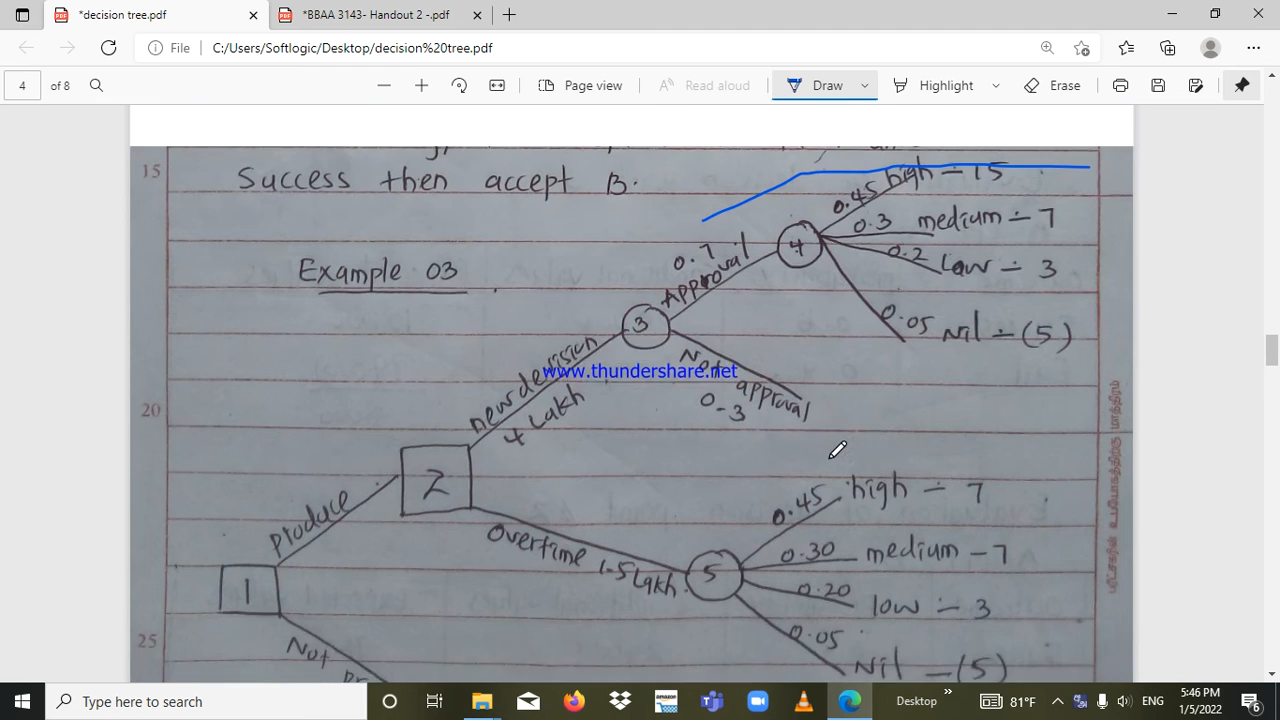 *decision tree.pdf
*BBAA 3143- Handout 2 -.pdf
File C:/Users/Softlogic/Desktop/decision%20tree.pdf
4 of 8 Page view Read aloud Draw Highlight Erase
15
Success then accept B.
0.45 high - 15
0.3 medium - 7
0.2 low - 3
0.05 Nil - (5)
4
0.7
Approval
Example 03
3
Not approval
0-3
www.thundershare.net
new decision
4 Lakh
20
2
0.45 high - 7
Produce
Overtime 1-5 Lakh
5
0.30 medium - 7
1
0.20 low - 3
25
0.05 Nil - (5)
Not
Type here to search
Desktop
81°F
ENG
5:46 PM
1/5/2022
6